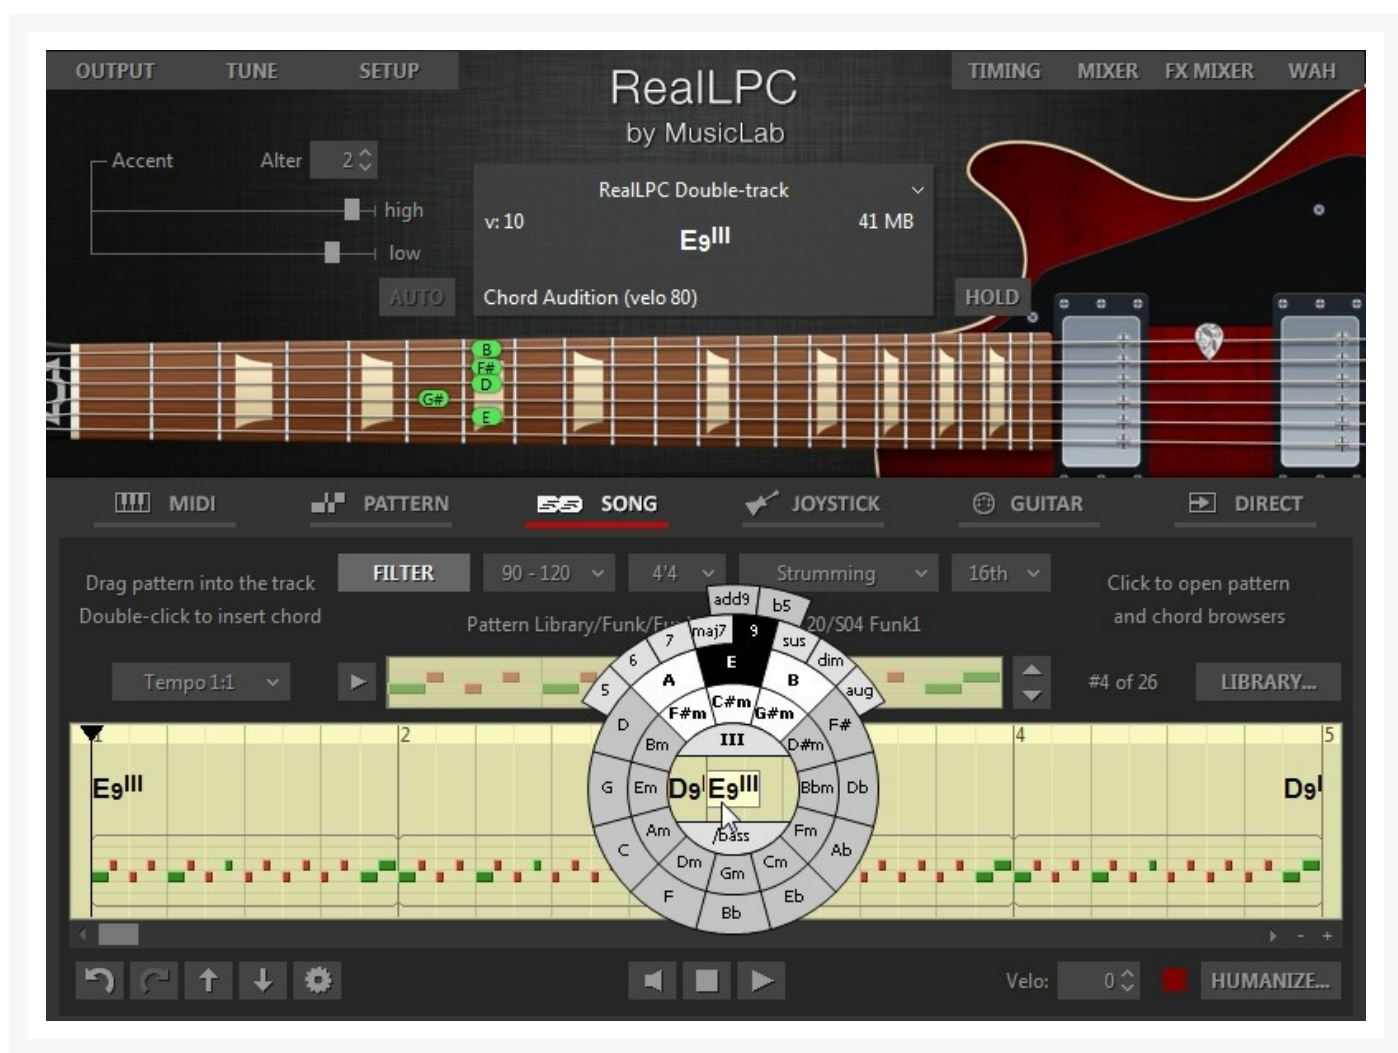 OUTPUT TUNE SETUP
RealLPC
by MusicLab
TIMING MIXER FX MIXER WAH
Accent Alter 2
high
low
AUTO
RealLPC Double-track
v: 10 41 MB
E9III
Chord Audition (velo 80)
HOLD
B
F#
D
G#
E
MIDI PATTERN SONG JOYSTICK GUITAR DIRECT
Drag pattern into the track
Double-click to insert chord
FILTER 90 - 120 4'4 Strumming 16th
Click to open pattern
and chord browsers
Pattern Library/Funk/Fu 20/S04 Funk1
Tempo 1:1
#4 of 26 LIBRARY...
add9 b5
5 6 7 maj7 9 sus dim aug
A E B
F#m C#m G#m
D Bm III D#m F#
G Em D9 E9III Bbm Db
C Am /bass Fm Ab
Dm Gm Cm
F Bb Eb
1 2 4 5
E9III D9I
Velo: 0 HUMANIZE...